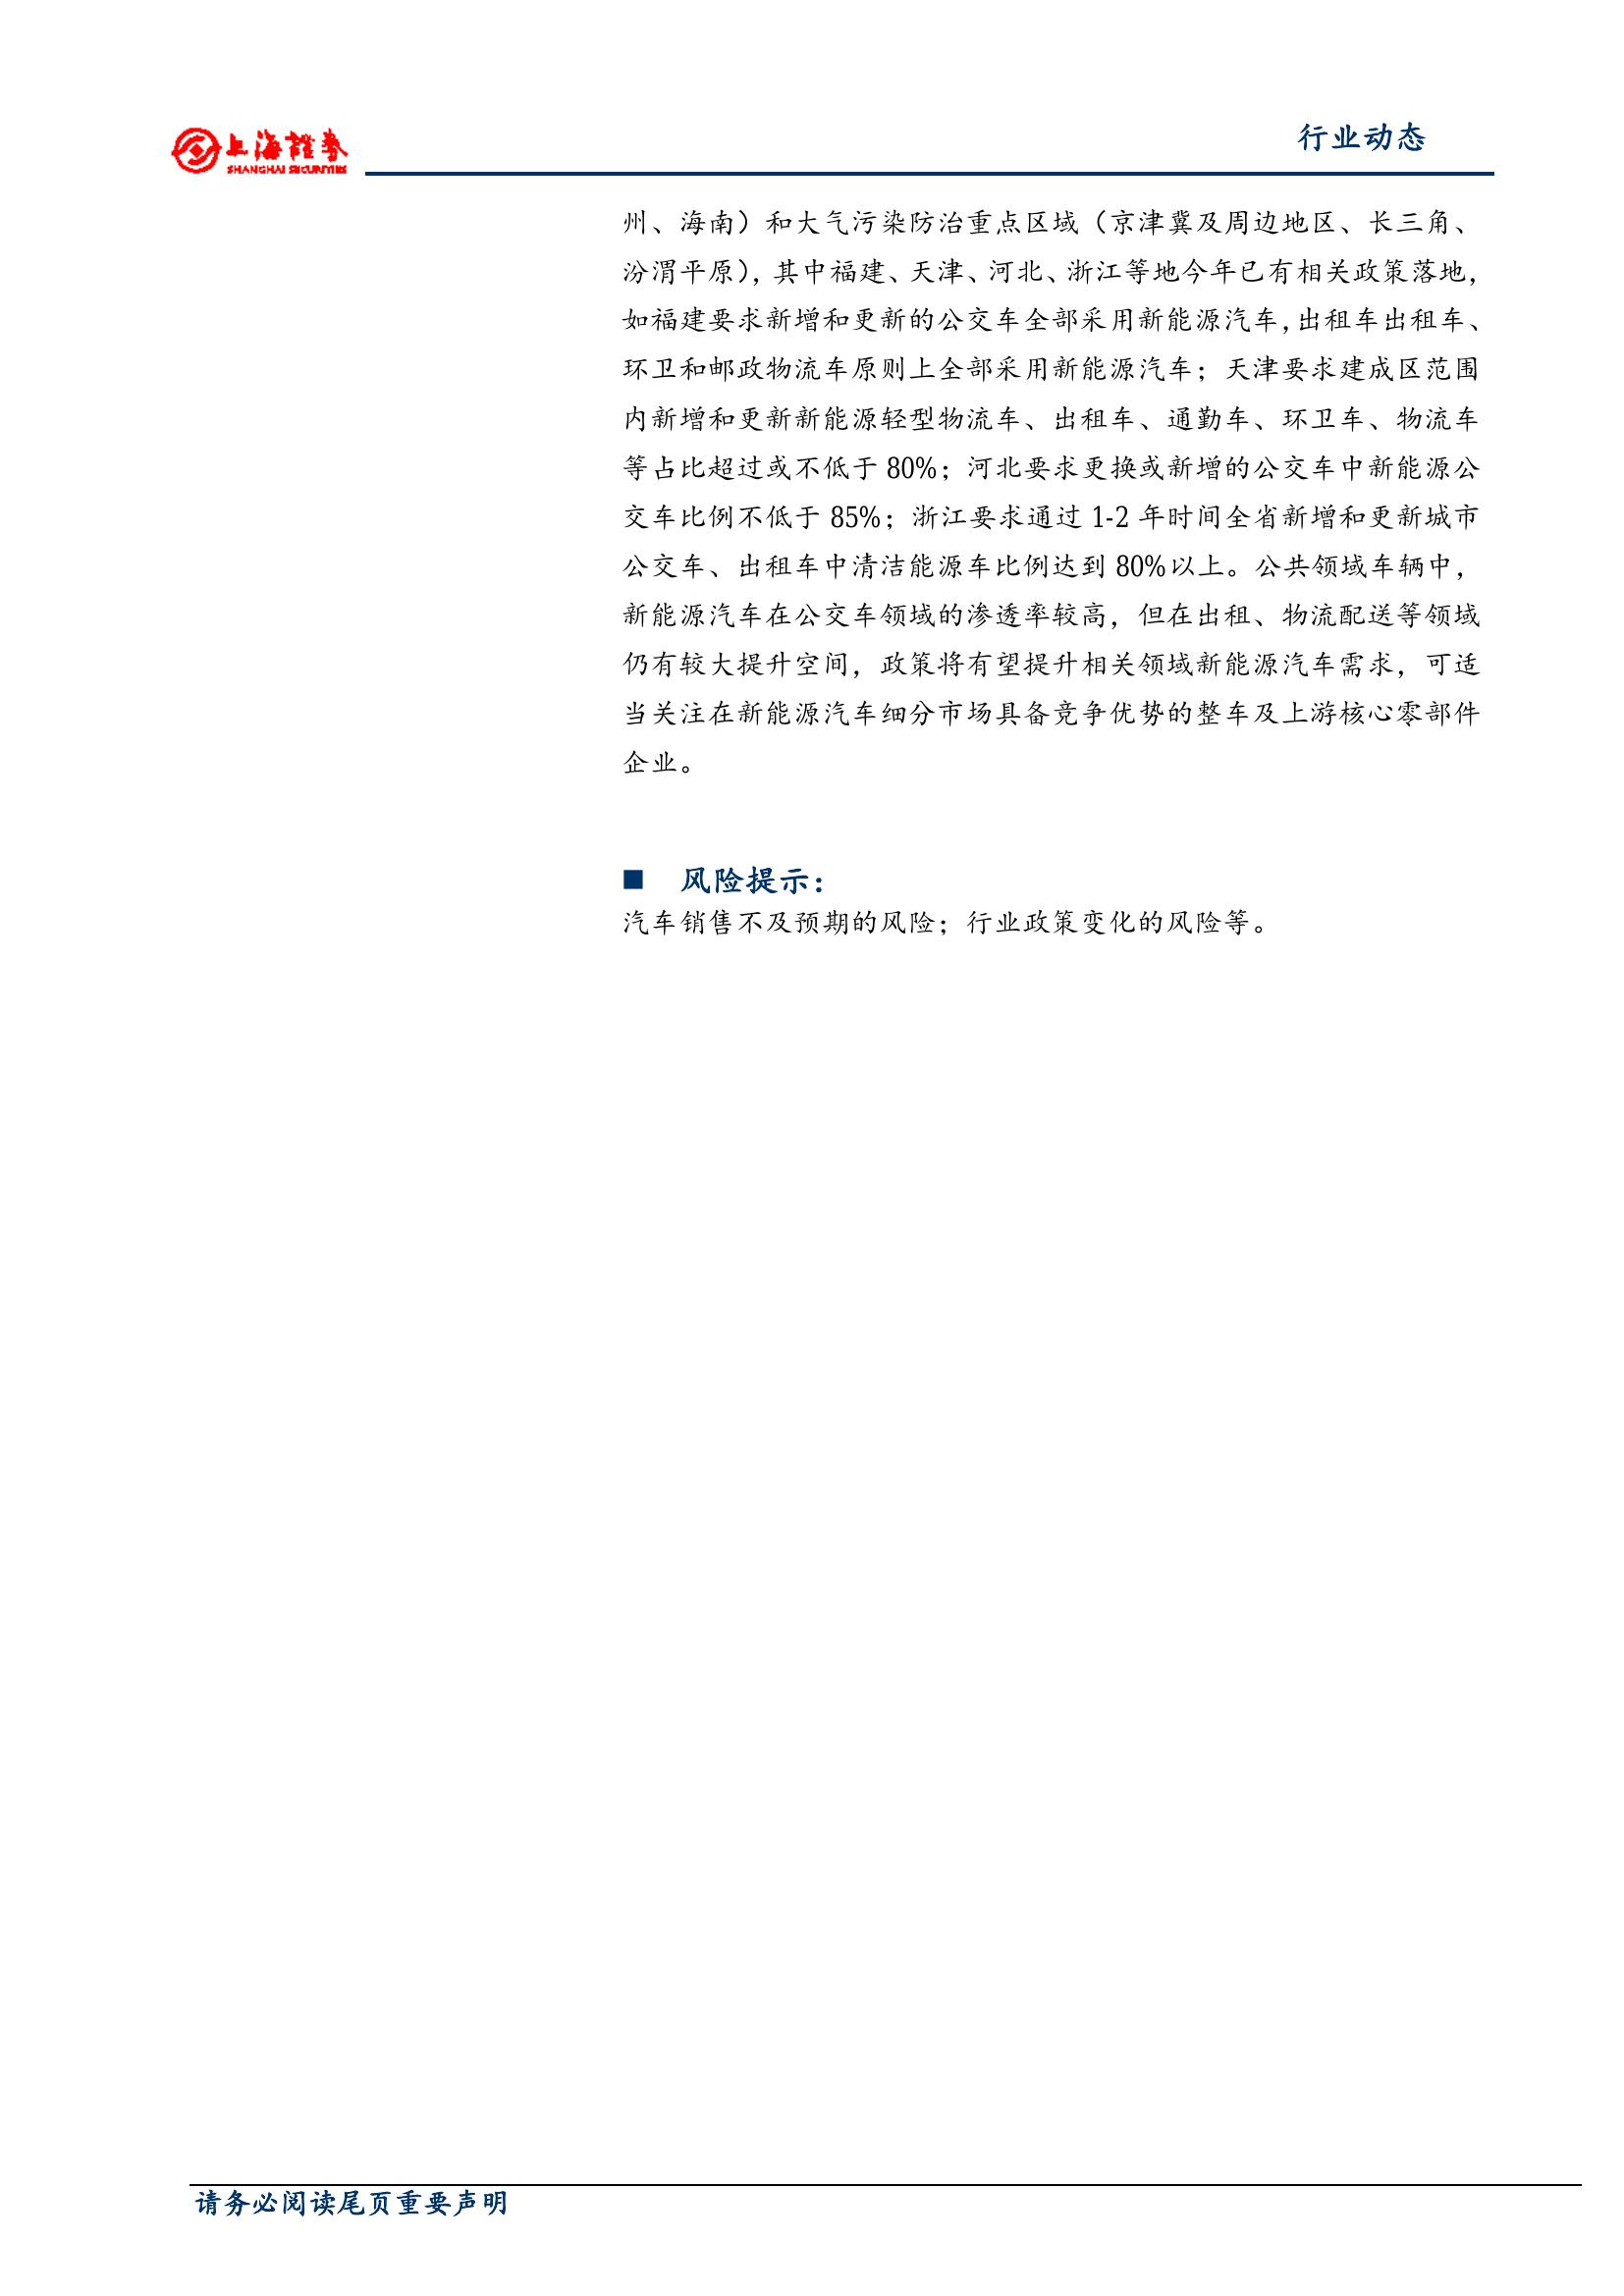 上海證券
SHANGHAI SECURITIES
行业动态
州、海南）和大气污染防治重点区域（京津冀及周边地区、长三角、
汾渭平原），其中福建、天津、河北、浙江等地今年已有相关政策落地，
如福建要求新增和更新的公交车全部采用新能源汽车，出租车出租车、
环卫和邮政物流车原则上全部采用新能源汽车；天津要求建成区范围
内新增和更新新能源轻型物流车、出租车、通勤车、环卫车、物流车
等占比超过或不低于 80%；河北要求更换或新增的公交车中新能源公
交车比例不低于 85%；浙江要求通过 1-2 年时间全省新增和更新城市
公交车、出租车中清洁能源车比例达到 80%以上。公共领域车辆中，
新能源汽车在公交车领域的渗透率较高，但在出租、物流配送等领域
仍有较大提升空间，政策将有望提升相关领域新能源汽车需求，可适
当关注在新能源汽车细分市场具备竞争优势的整车及上游核心零部件
企业。
■ 风险提示：
汽车销售不及预期的风险；行业政策变化的风险等。
请务必阅读尾页重要声明